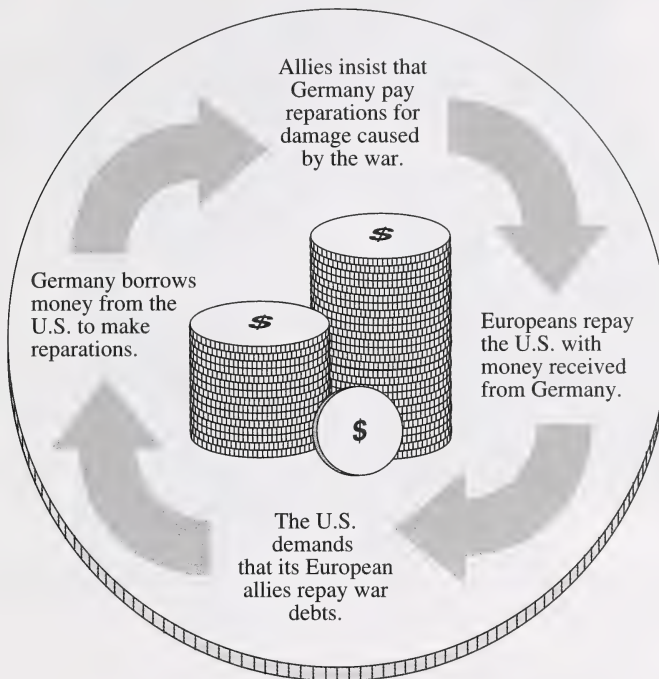 Allies insist that
Germany pay
reparations for
damage caused
by the war.
$
Germany borrows
money from the
U.S. to make
reparations.
$
Europeans repay
the U.S. with
money received
from Germany.
$
The U.S.
demands
that its European
allies repay war
debts.